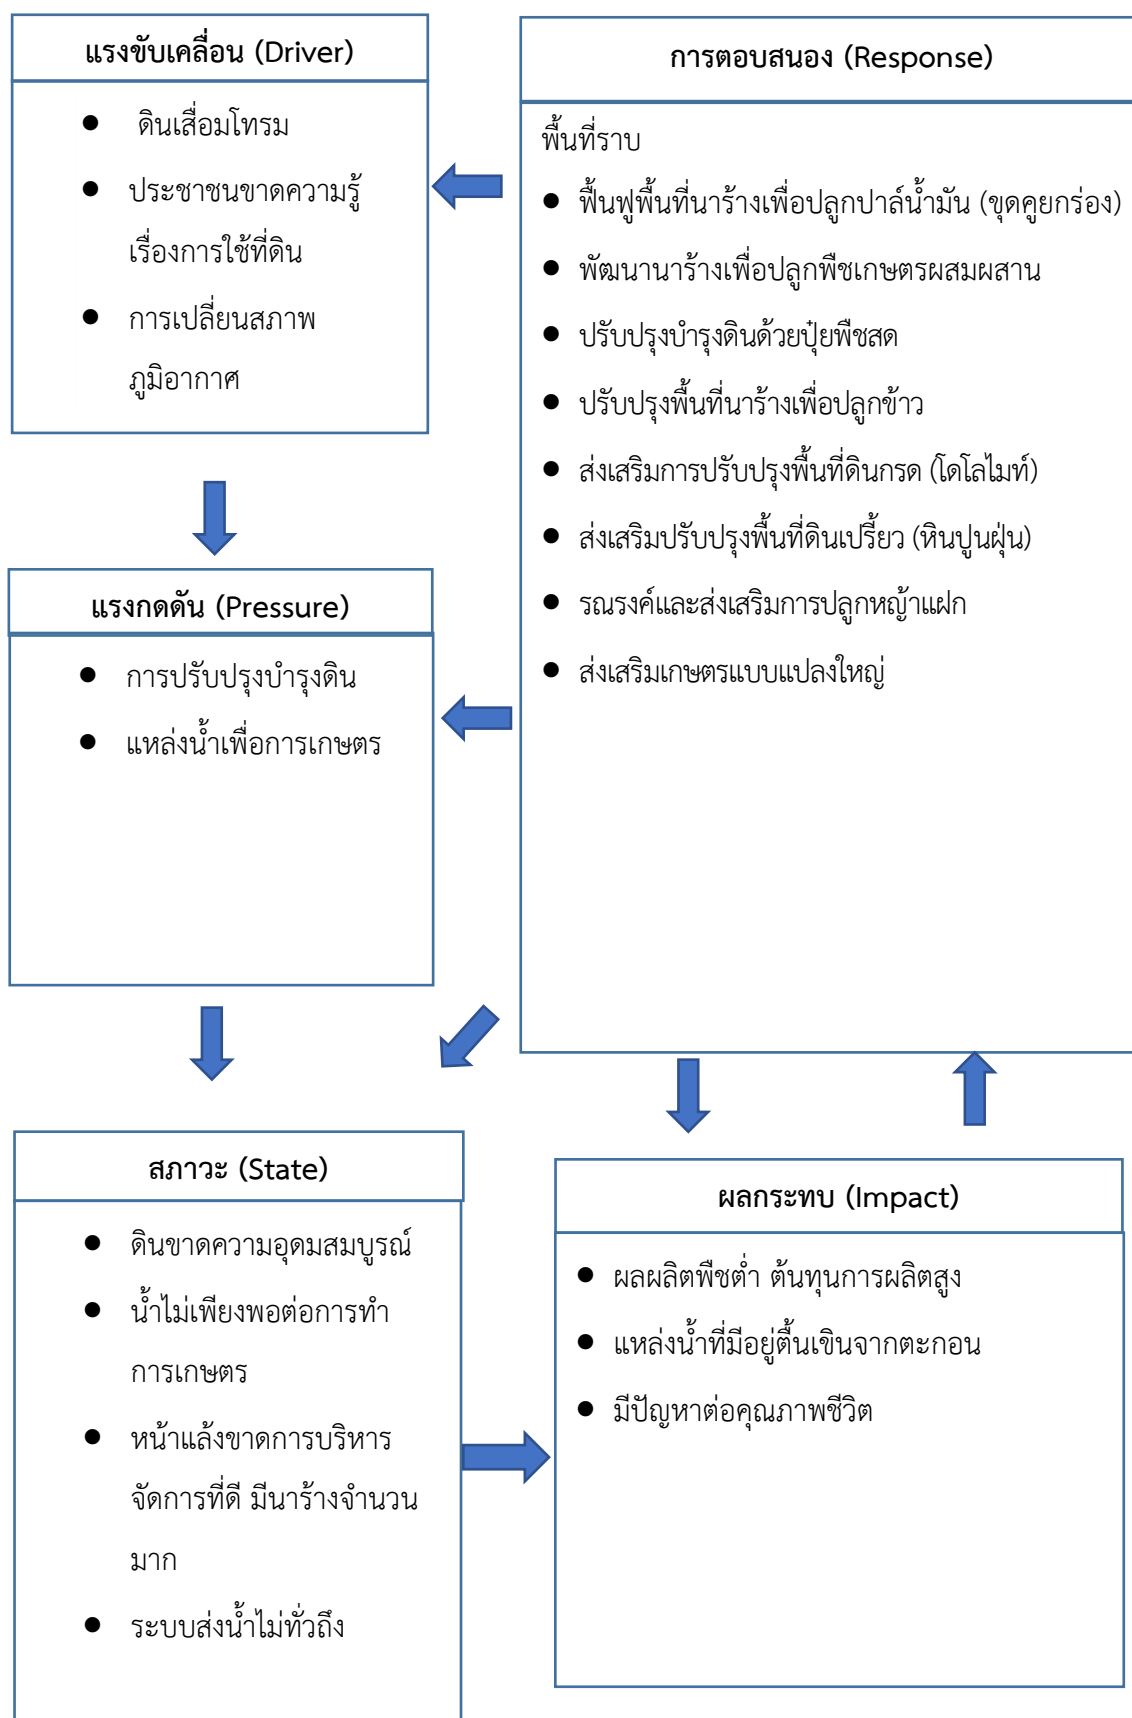 แรงขับเคลื่อน (Driver)
● ดินเสื่อมโทรม
● ประชาชนขาดความรู้
เรื่องการใช้ที่ดิน
● การเปลี่ยนสภาพ
ภูมิอากาศ
การตอบสนอง (Response)
พื้นที่ราบ
● ฟื้นฟูพื้นที่นาร้างเพื่อปลูกปาล์น้ำมัน (ขุดคูยกร่อง)
● พัฒนานาร้างเพื่อปลูกพืชเกษตรผสมผสาน
● ปรับปรุงบำรุงดินด้วยปุ๋ยพืชสด
● ปรับปรุงพื้นที่นาร้างเพื่อปลูกข้าว
● ส่งเสริมการปรับปรุงพื้นที่ดินกรด (โดโลไมท์)
● ส่งเสริมปรับปรุงพื้นที่ดินเปรี้ยว (หินปูนฝุ่น)
● รณรงค์และส่งเสริมการปลูกหญ้าแฝก
● ส่งเสริมเกษตรแบบแปลงใหญ่
แรงกดดัน (Pressure)
● การปรับปรุงบำรุงดิน
● แหล่งน้ำเพื่อการเกษตร
สภาวะ (State)
● ดินขาดความอุดมสมบูรณ์
● น้ำไม่เพียงพอต่อการทำ
การเกษตร
● หน้าแล้งขาดการบริหาร
จัดการที่ดี มีนาร้างจำนวน
มาก
● ระบบส่งน้ำไม่ทั่วถึง
ผลกระทบ (Impact)
● ผลผลิตพืชต่ำ ต้นทุนการผลิตสูง
● แหล่งน้ำที่มีอยู่ตื้นเขินจากตะกอน
● มีปัญหาต่อคุณภาพชีวิต